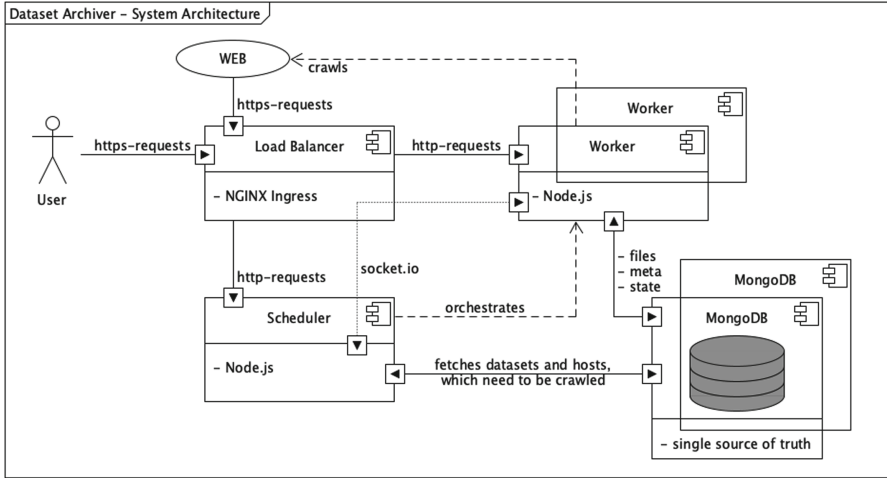 Dataset Archiver – System Architecture
WEB
crawls
https-requests
Worker
https-requests
Load Balancer
http-requests
Worker
User
– NGINX Ingress
– Node.js
socket.io
http-requests
– files
– meta
– state
MongoDB
Scheduler
orchestrates
MongoDB
– Node.js
fetches datasets and hosts,
which need to be crawled
– single source of truth